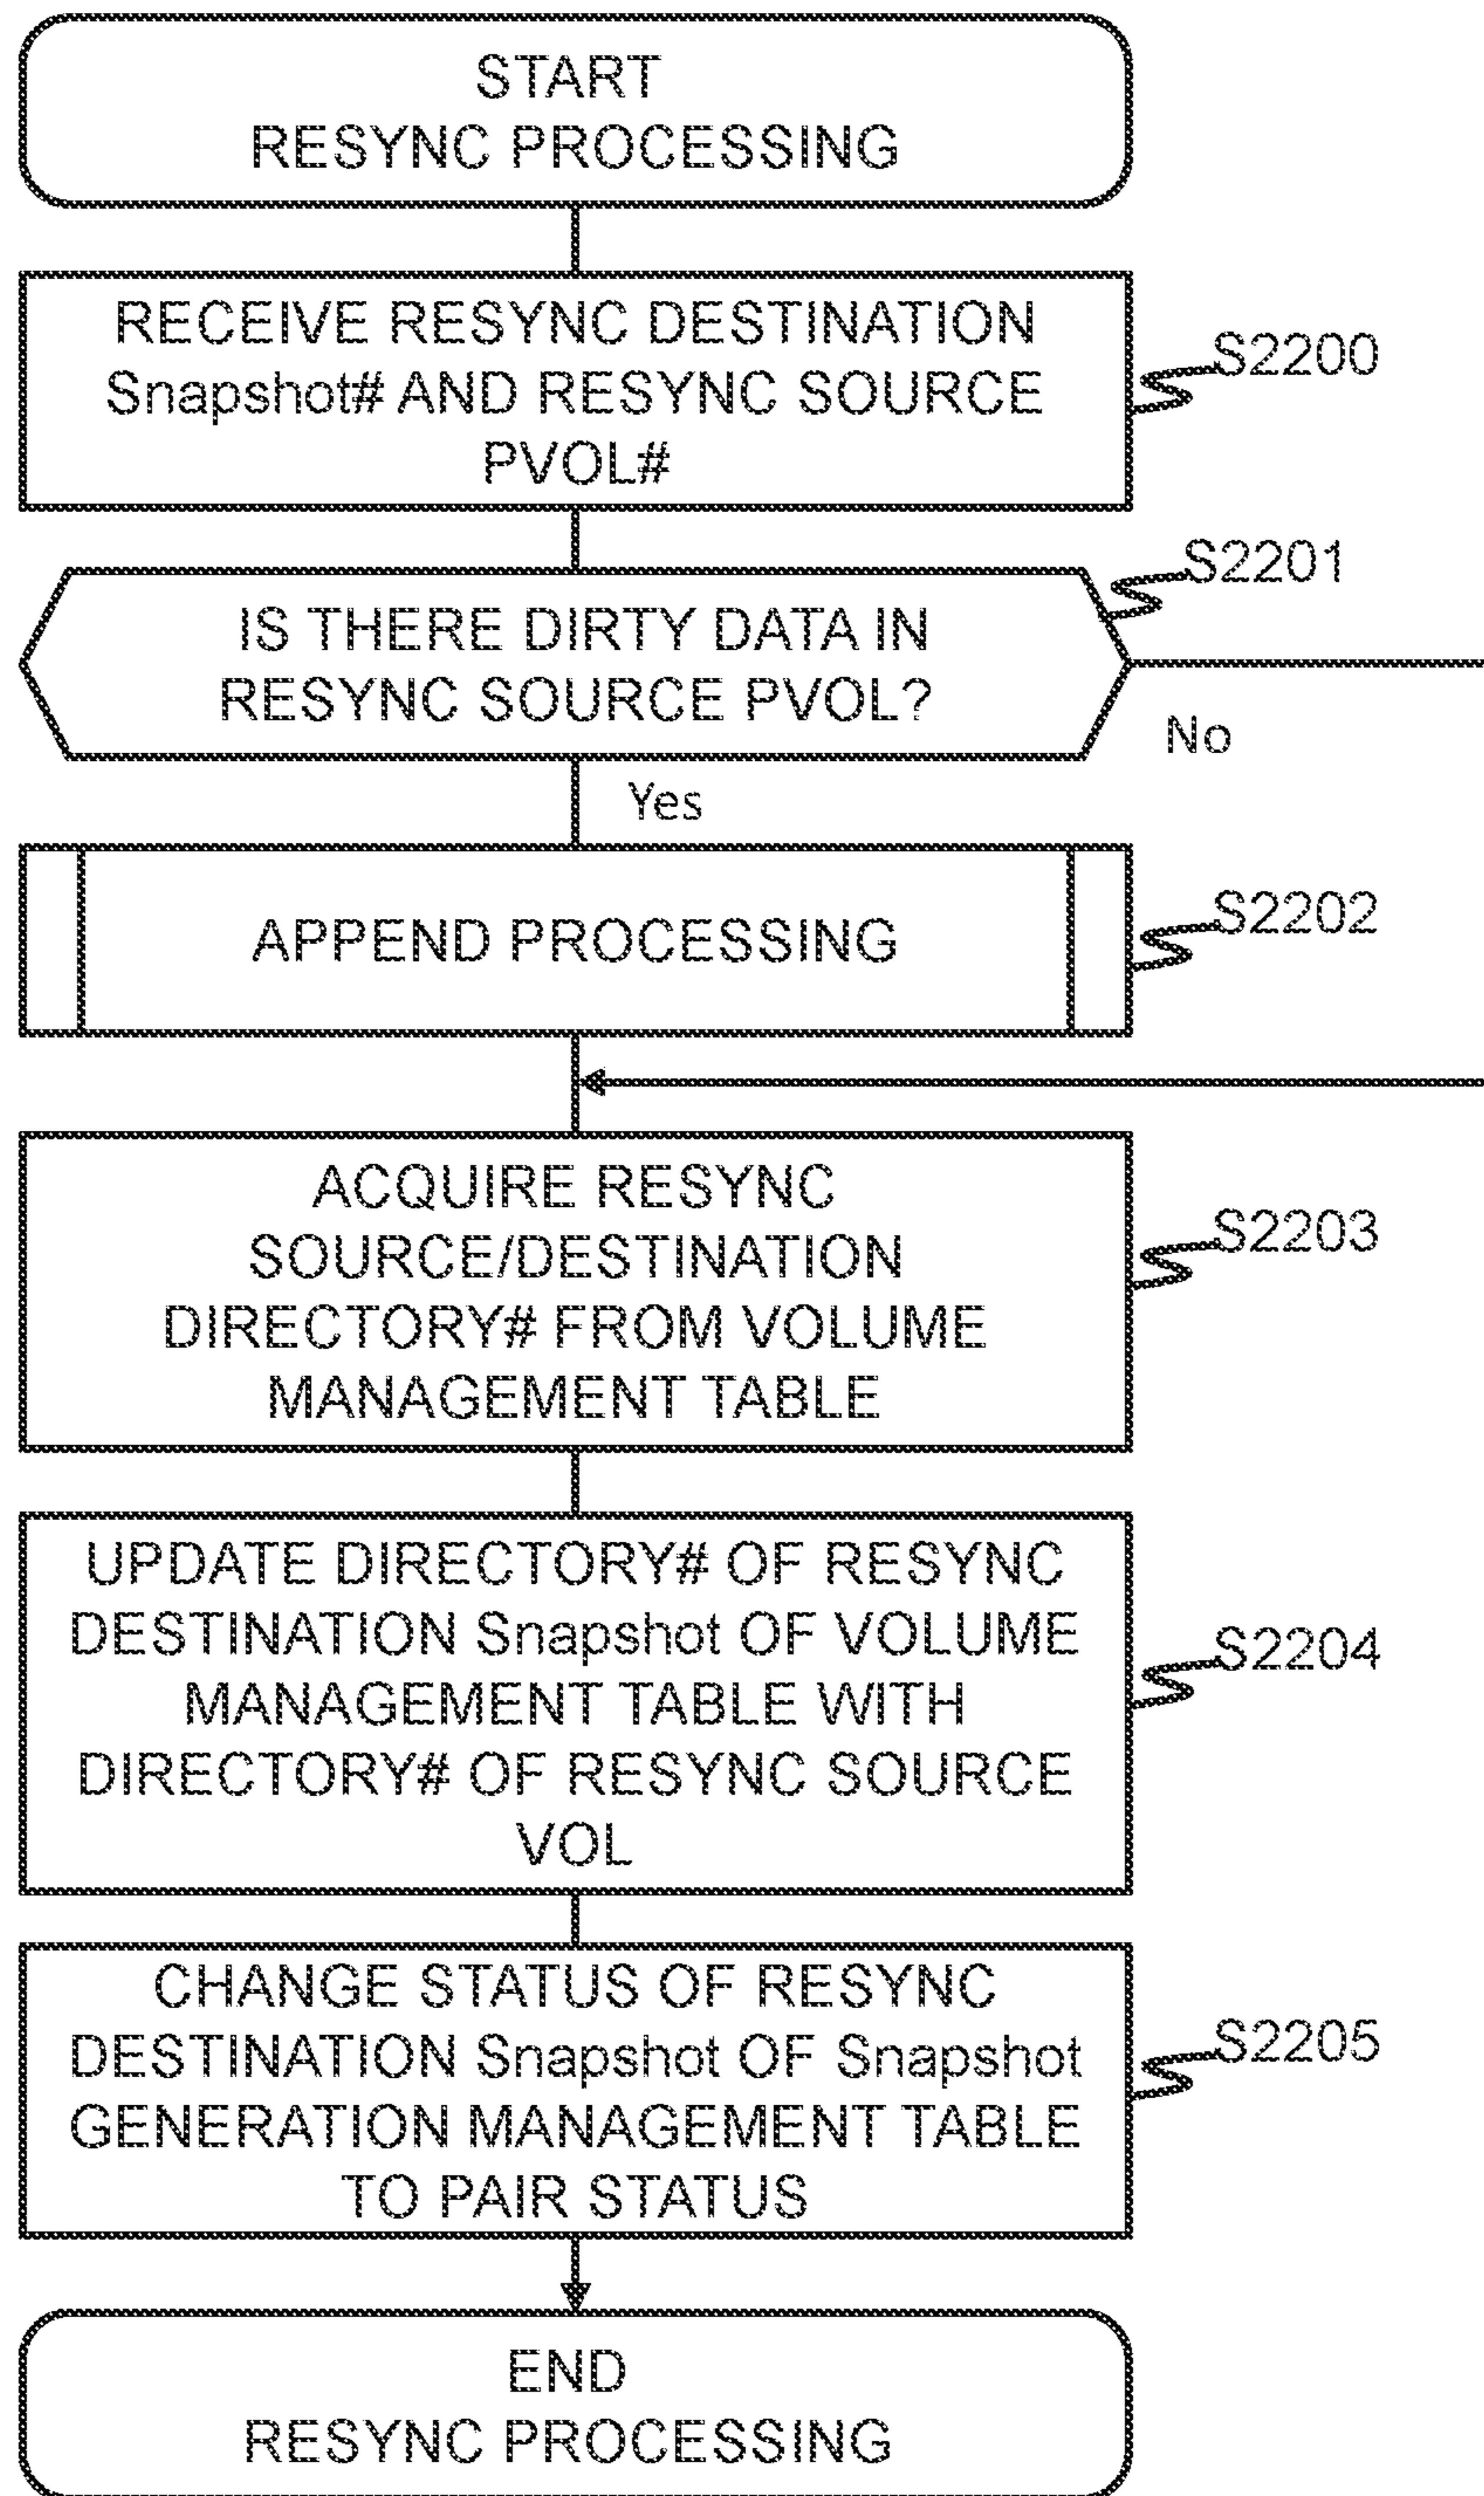 START
RESYNC PROCESSING
RECEIVE RESYNC DESTINATION
Snapshot# AND RESYNC SOURCE
PVOL#
S2200
S2201
IS THERE DIRTY DATA IN
RESYNC SOURCE PVOL?
No
Yes
APPEND PROCESSING
S2202
ACQUIRE RESYNC
SOURCE/DESTINATION
DIRECTORY# FROM VOLUME
MANAGEMENT TABLE
S2203
UPDATE DIRECTORY# OF RESYNC
DESTINATION Snapshot OF VOLUME
MANAGEMENT TABLE WITH
DIRECTORY# OF RESYNC SOURCE
VOL
S2204
CHANGE STATUS OF RESYNC
DESTINATION Snapshot OF Snapshot
GENERATION MANAGEMENT TABLE
TO PAIR STATUS
S2205
END
RESYNC PROCESSING